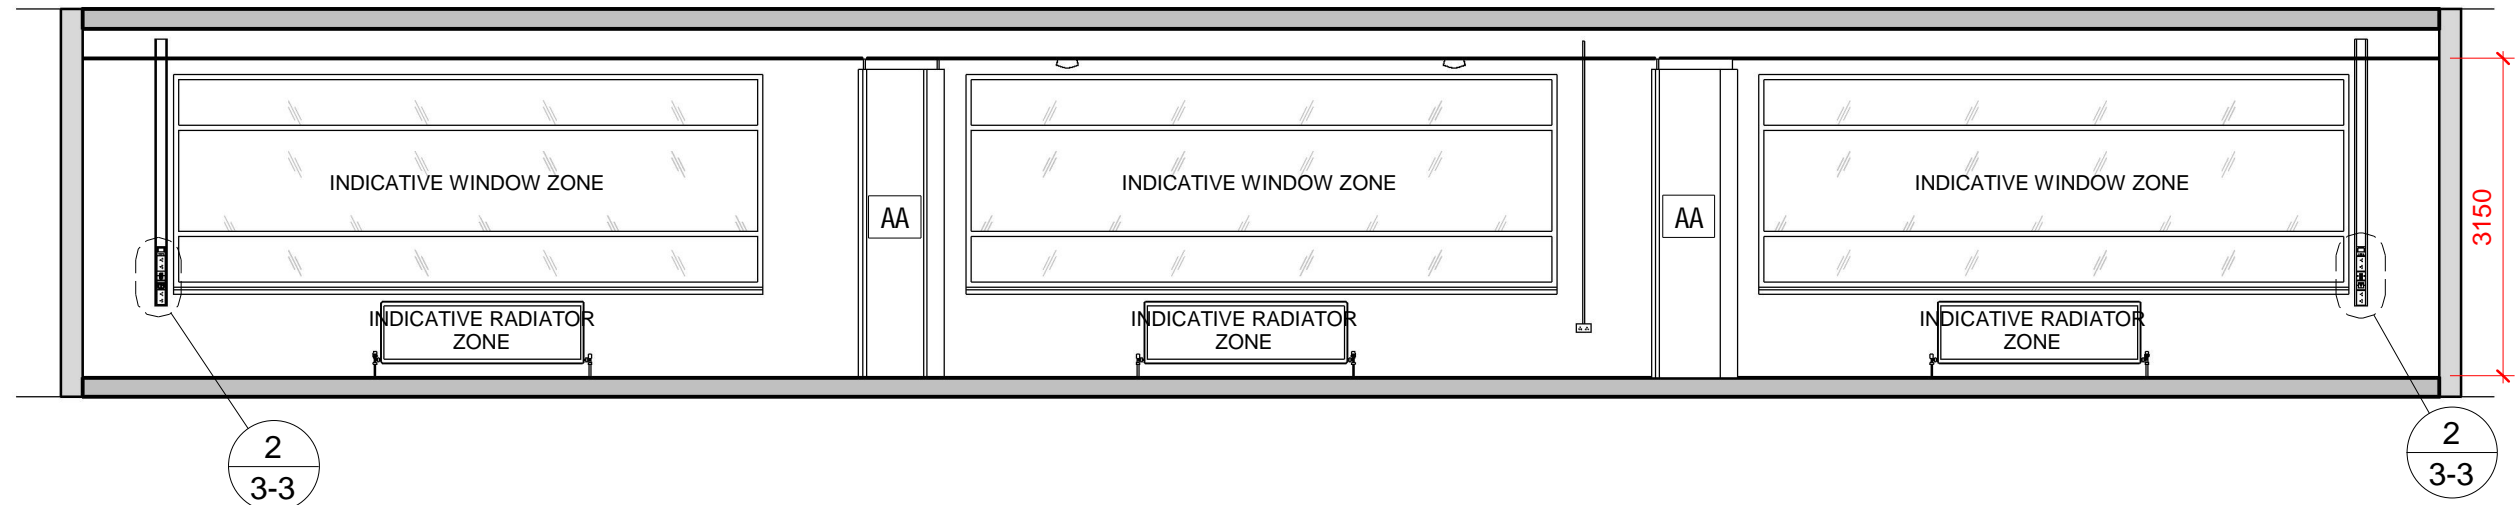 INDICATIVE WINDOW ZONE
INDICATIVE WINDOW ZONE
INDICATIVE WINDOW ZONE
AA
AA
3150
INDICATIVE RADIATOR
ZONE
INDICATIVE RADIATOR
ZONE
INDICATIVE RADIATOR
ZONE
2
3-3
2
3-3